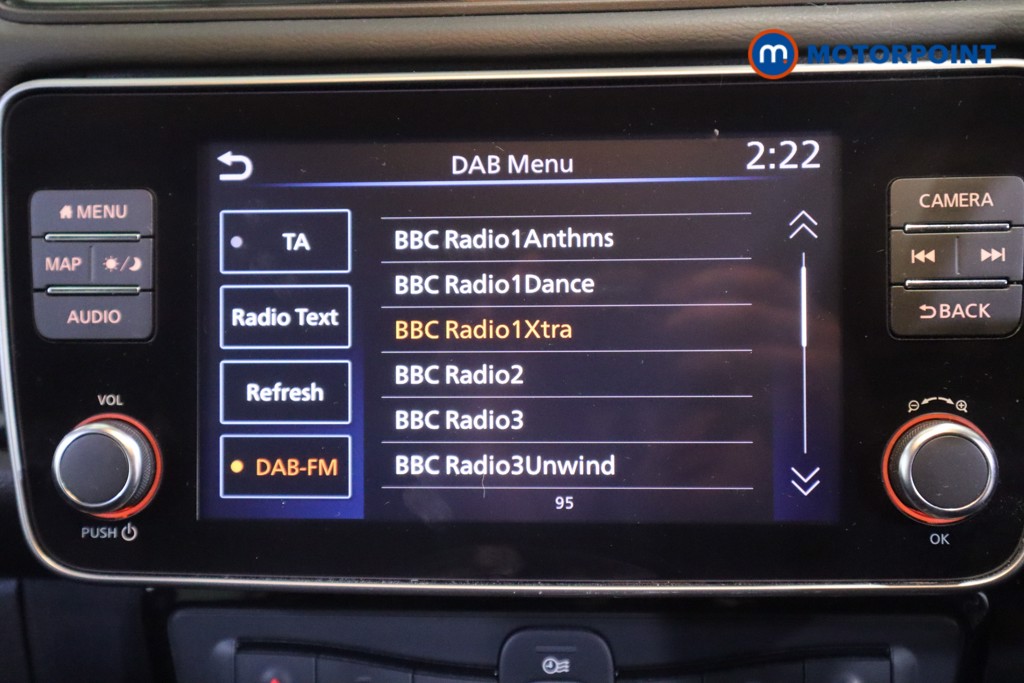 m.
MOTORPOINT
DAB Menu
2:22
TA
Radio Text
Refresh
DAB-FM
BBC Radio1Anthms
BBC Radio1Dance
BBC Radio1Xtra
BBC Radio2
BBC Radio3
BBC Radio3Unwind
95
MENU
MAP
AUDIO
VOL
PUSH
CAMERA
BACK
OK